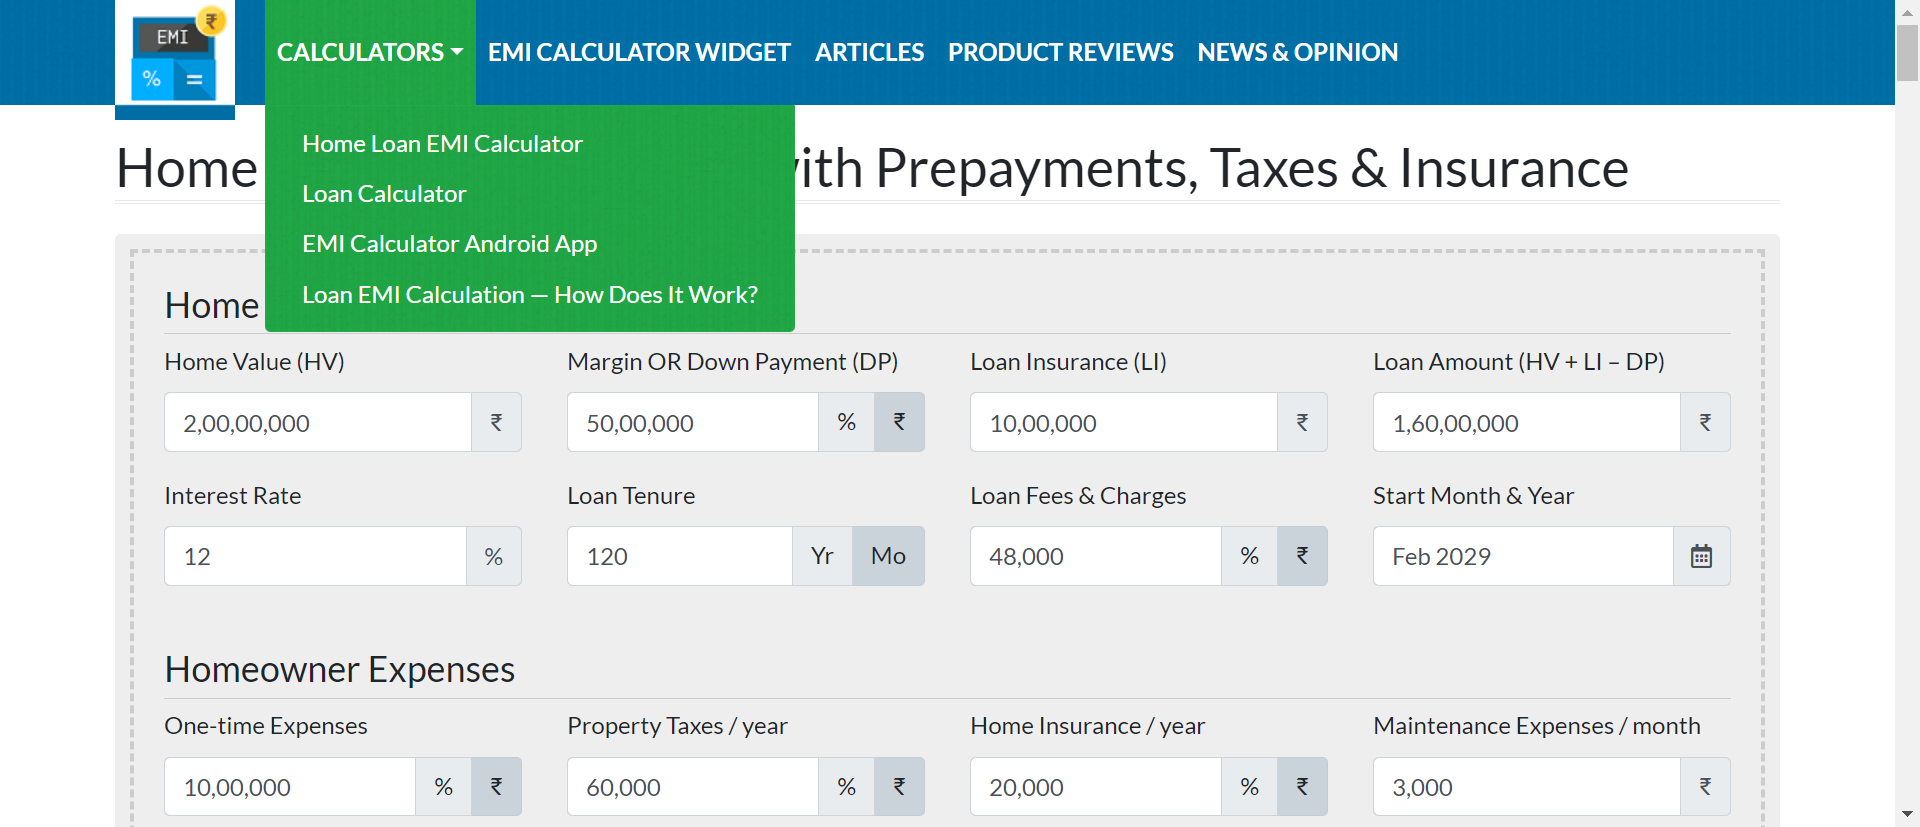 EMI
₹
%
=
CALCULATORS EMI CALCULATOR WIDGET ARTICLES PRODUCT REVIEWS NEWS & OPINION
Home Loan EMI Calculator
Loan Calculator
EMI Calculator Android App
Loan EMI Calculation — How Does It Work?
Home ith Prepayments, Taxes & Insurance
Home
Home Value (HV) Margin OR Down Payment (DP) Loan Insurance (LI) Loan Amount (HV + LI – DP)
2,00,00,000 ₹ 50,00,000 % ₹ 10,00,000 ₹ 1,60,00,000 ₹
Interest Rate Loan Tenure Loan Fees & Charges Start Month & Year
12 % 120 Yr Mo 48,000 % ₹ Feb 2029
Homeowner Expenses
One-time Expenses Property Taxes / year Home Insurance / year Maintenance Expenses / month
10,00,000 % ₹ 60,000 % ₹ 20,000 % ₹ 3,000 ₹